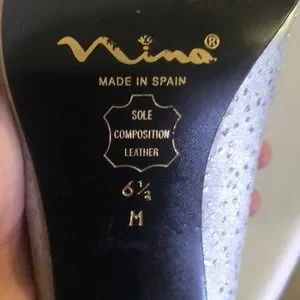 Nina®
MADE IN SPAIN
SOLE
COMPOSITION
LEATHER
6½
M